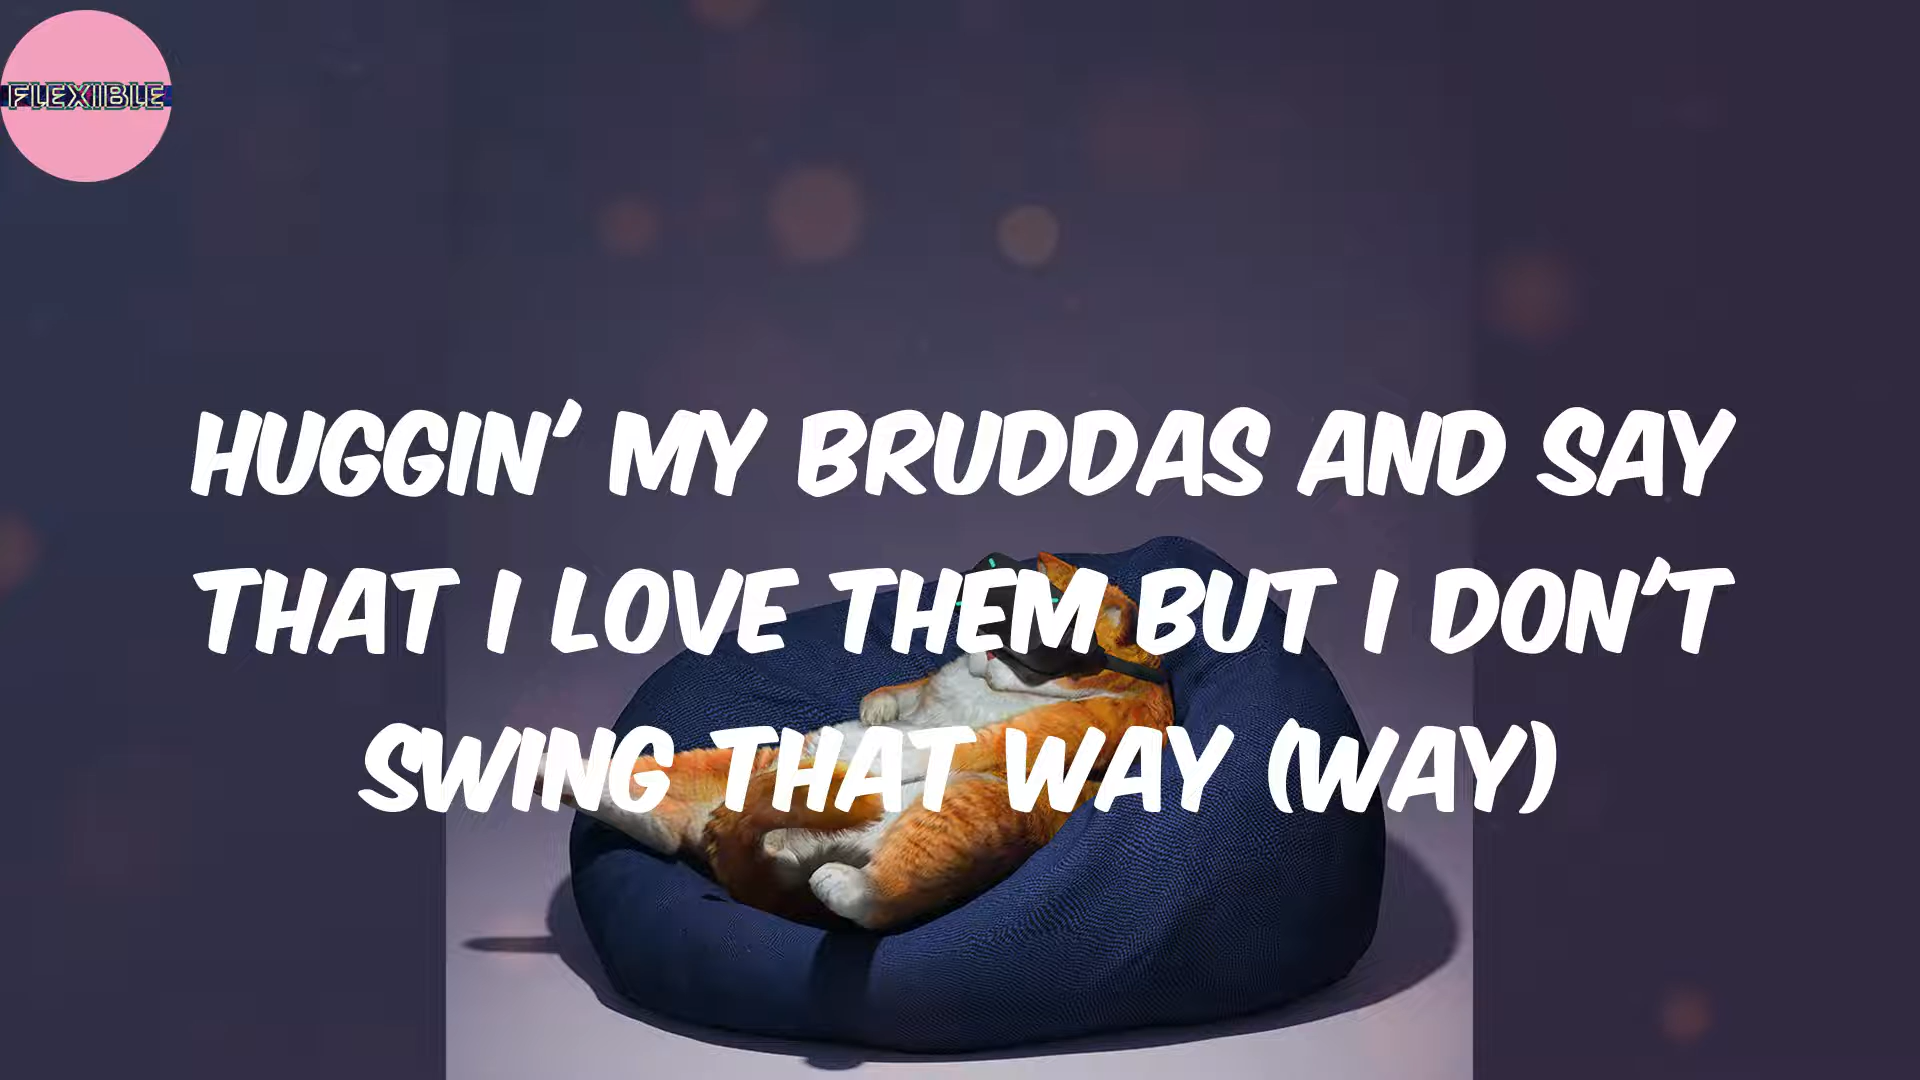 FLEXIBLE
HUGGIN' MY BRUDDAS AND SAY
THAT I LOVE THEM BUT I DON'T
SWING THAT WAY (WAY)